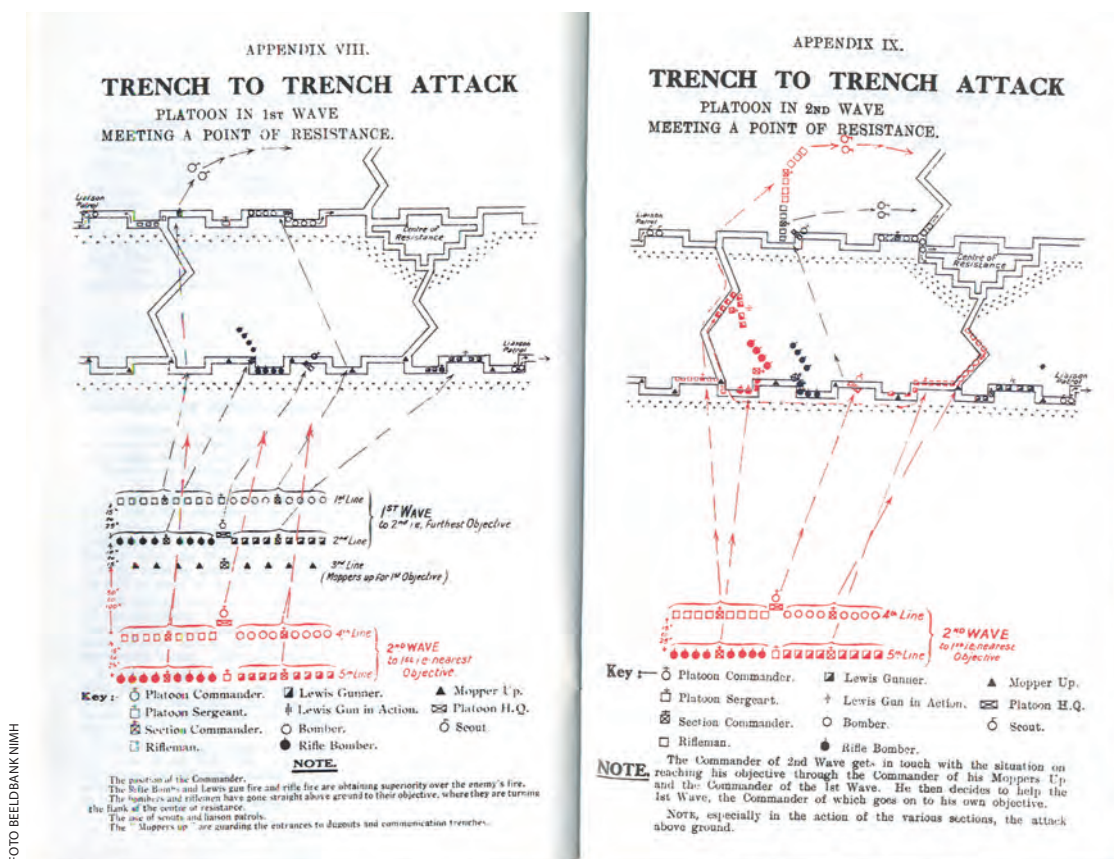 APPENDIX VIII.
TRENCH TO TRENCH ATTACK
PLATOON IN 1ST WAVE
MEETING A POINT OF RESISTANCE.
Liaison
Patrol
Centre of
Resistance
Liaison
Patrol
1st Line
1ST WAVE
to 2nd i.e, Furthest Objective
2nd Line
3rd Line
(Moppers up for 1st Objective)
4th Line
2ND WAVE
to 1st i.e. nearest
Objective.
5th Line
Key :-
Platoon Commander.
Platoon Sergeant.
Section Commander.
Rifleman.
Lewis Gunner.
Lewis Gun in Action.
Bomber.
Rifle Bomber.
Mopper Up.
Platoon H.Q.
Scout
NOTE.
The position of the Commander.
The Rifle Bombs and Lewis gun fire and rifle fire are obtaining superiority over the enemy's fire.
The bombers and riflemen have gone straight above ground to their objective, where they are turning
the flank of the centre of resistance.
The use of scouts and liaison patrols.
The "Moppers up" are guarding the entrances to dugouts and communication trenches.
APPENDIX IX.
TRENCH TO TRENCH ATTACK
PLATOON IN 2ND WAVE
MEETING A POINT OF RESISTANCE.
Liaison
Patrol
Centre of
Resistance
Liaison
Patrol
4th Line
2ND WAVE
to 1st i.e. nearest
Objective
5th Line
Key :—
Platoon Commander.
Platoon Sergeant.
Section Commander.
Rifleman.
Lewis Gunner.
Lewis Gun in Action.
Bomber.
Rifle Bomber.
Mopper Up.
Platoon H.Q.
Scout.
NOTE.
The Commander of 2nd Wave gets in touch with the situation on
reaching his objective through the Commander of his Moppers Up
and the Commander of the 1st Wave. He then decides to help the
1st Wave, the Commander of which goes on to his own objective.
NOTE, especially in the action of the various sections, the attack
above ground.
FOTO BEELDBANK NIMH